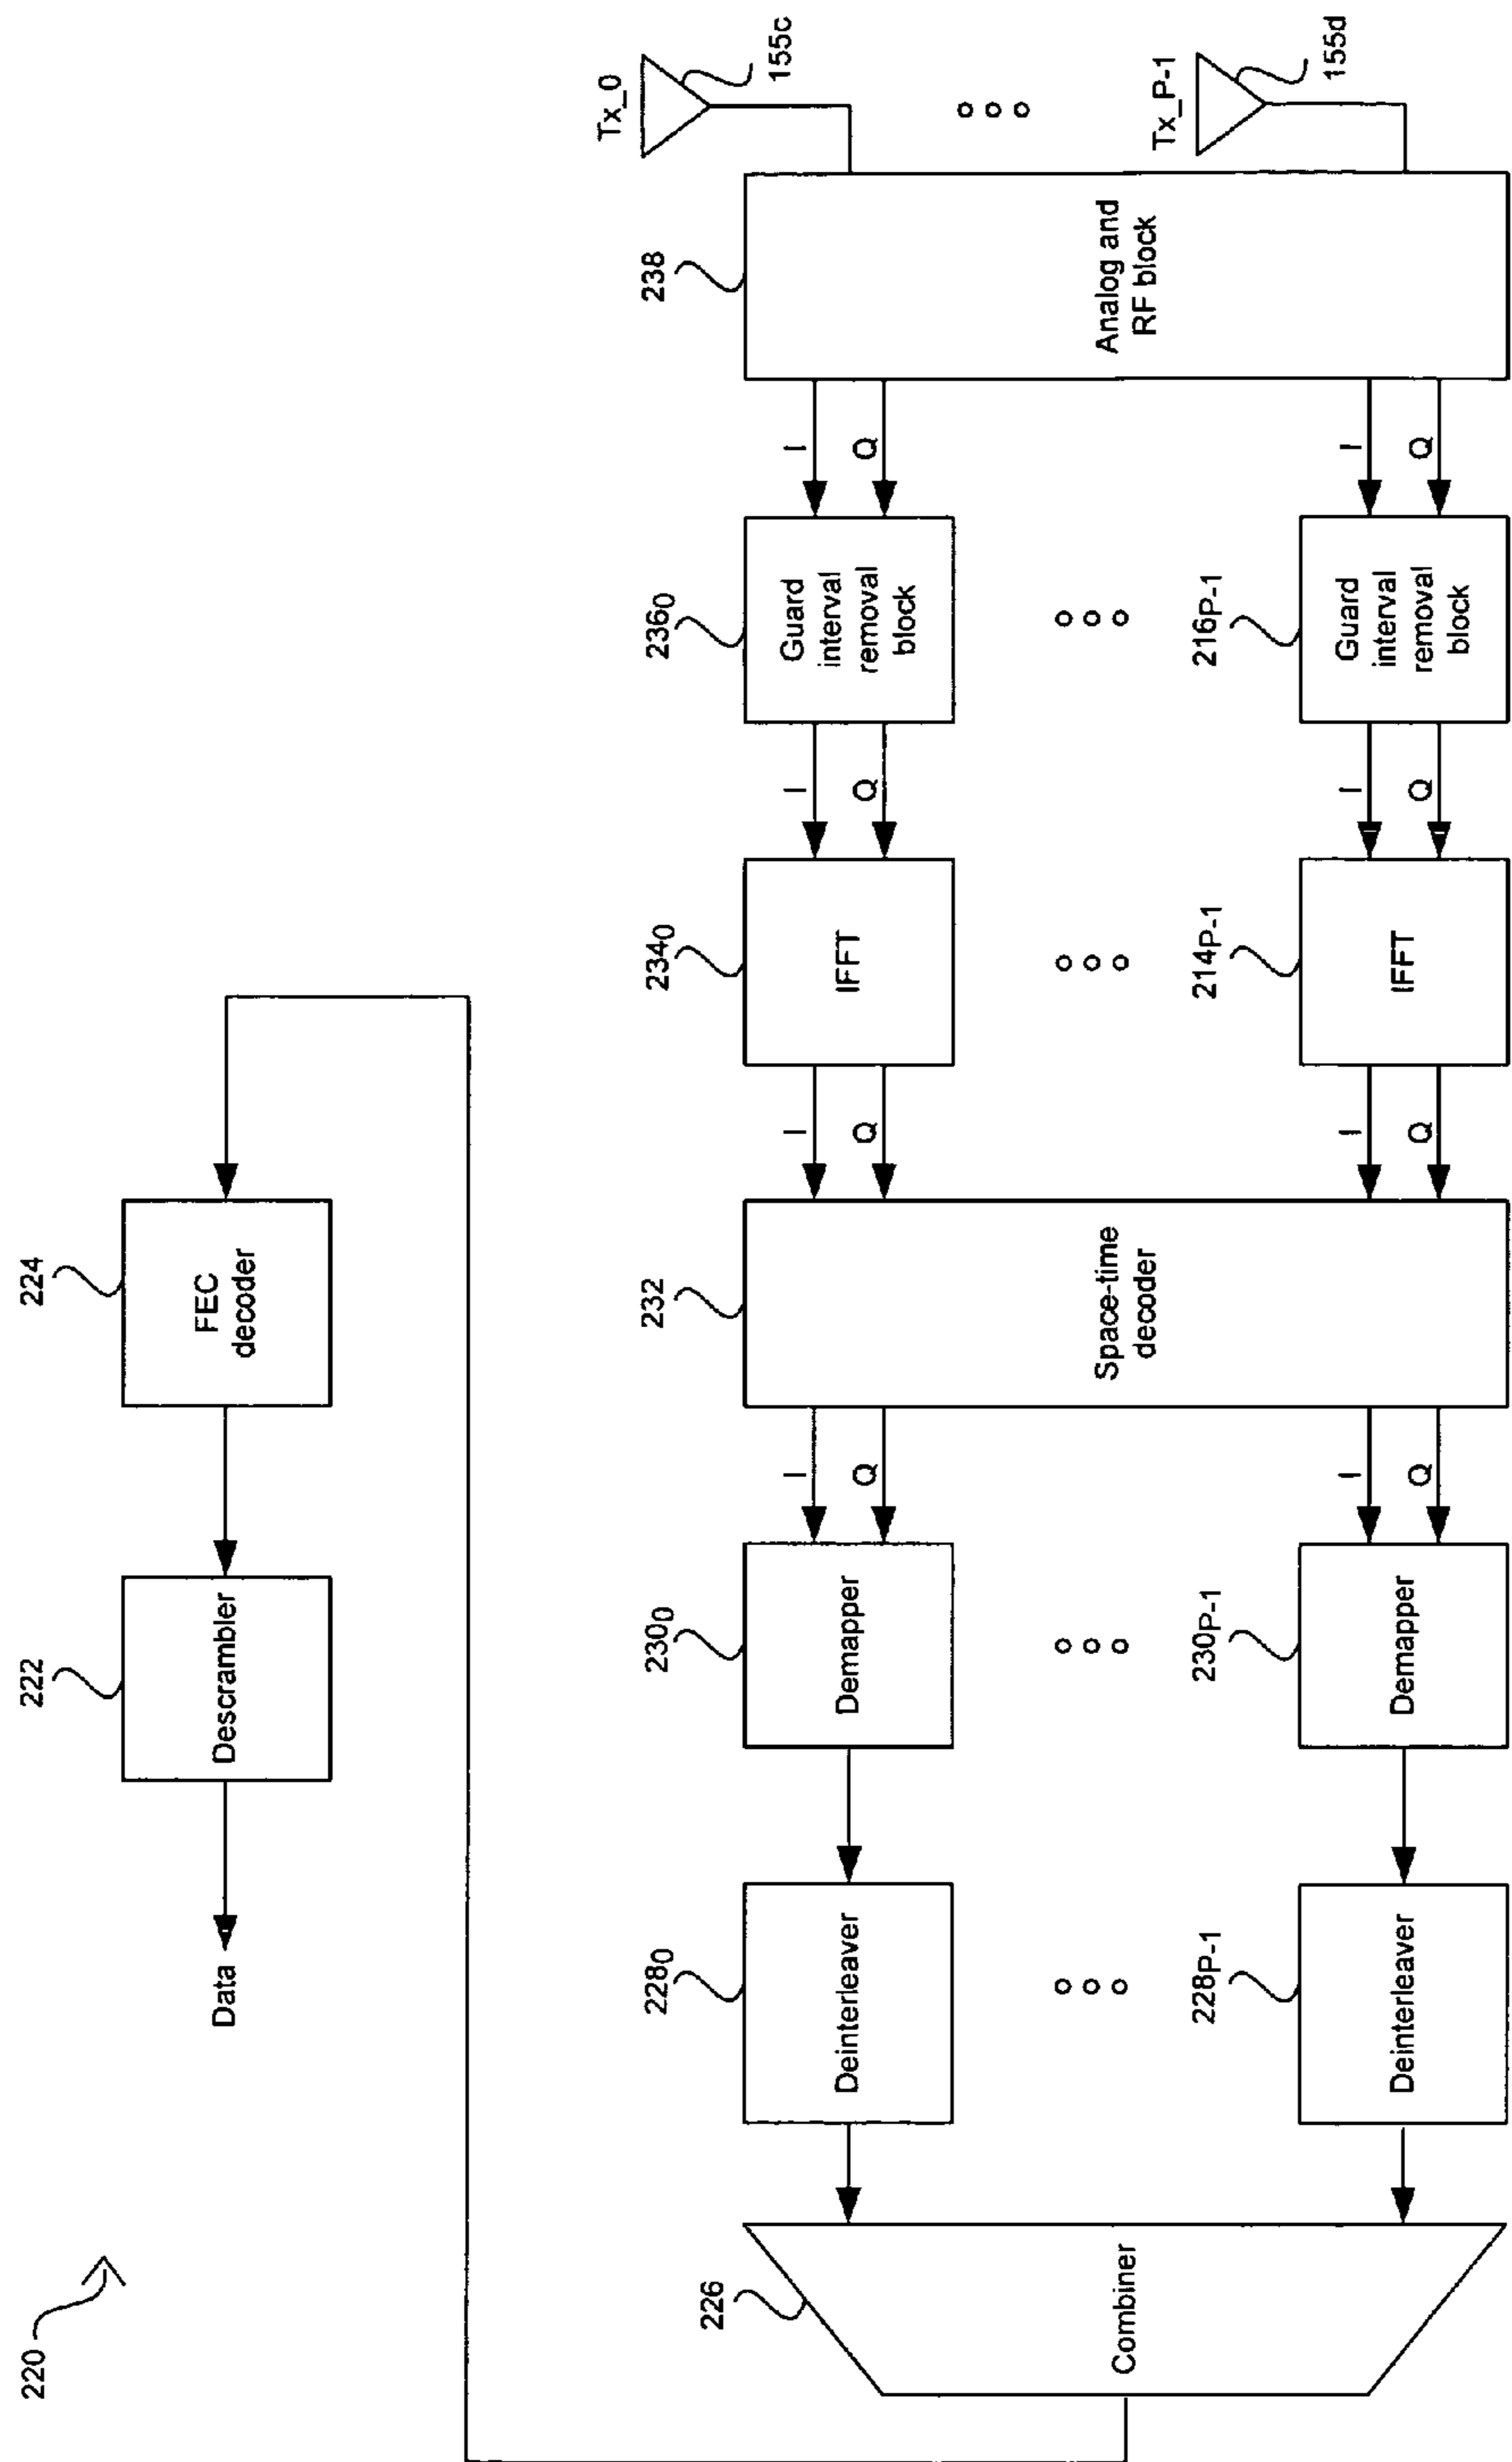 220
Data
222
Descrambler
224
FEC
decoder
226
Combiner
228₀
Deinterleaver
230₀
Demapper
232
Space-time
decoder
234₀
IFFT
236₀
Guard
interval
removal
block
238
Analog and
RF block
Tx_0
155c
I
Q
I
Q
I
Q
I
Q
228P-1
Deinterleaver
230P-1
Demapper
214P-1
IFFT
216P-1
Guard
interval
removal
block
Tx_P-1
155d
I
Q
I
Q
I
Q
I
Q